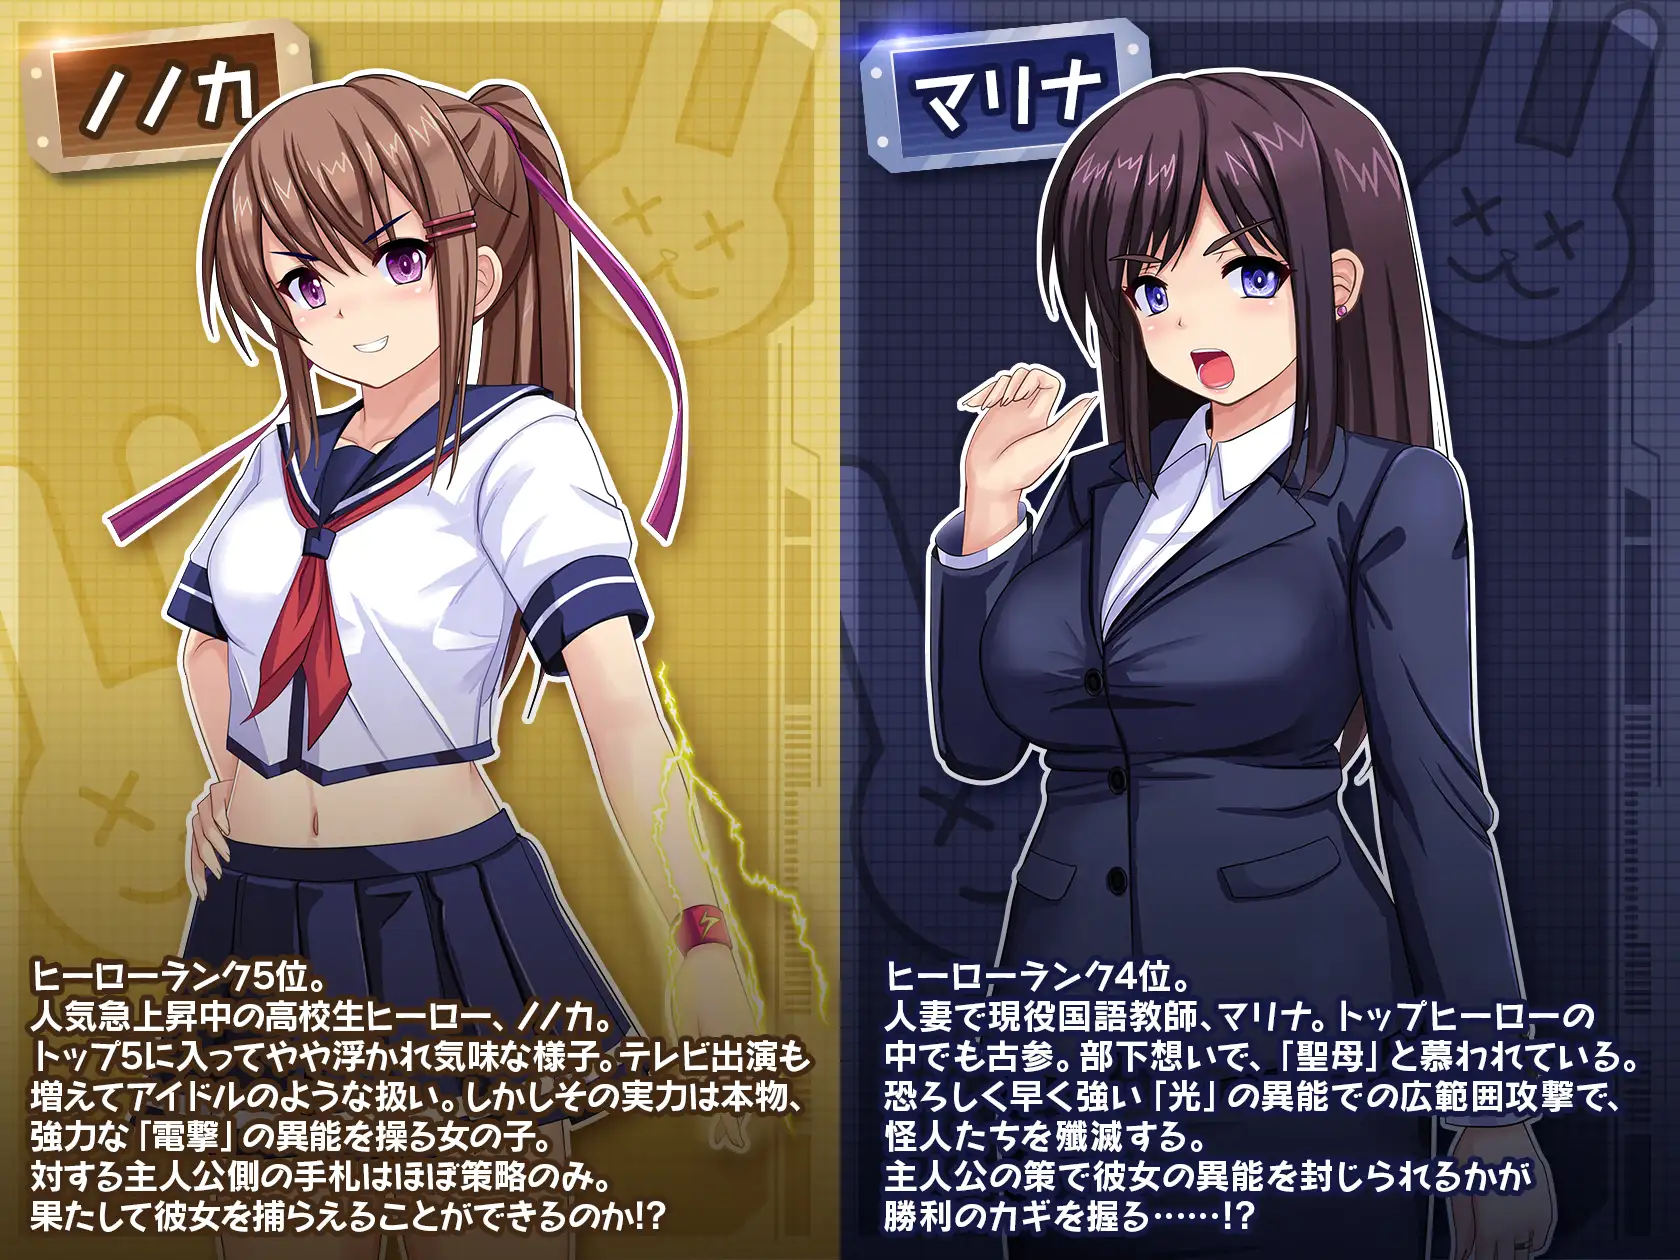 ノノカ
ヒーローランク5位。
人気急上昇中の高校生ヒーロー、ノノカ。
トップ5に入ってやや浮かれ気味な様子。テレビ出演も
増えてアイドルのような扱い。しかしその実力は本物、
強力な「電撃」の異能を操る女の子。
対する主人公側の手札はほぼ策略のみ。
果たして彼女を捕らえることができるのか!?
マリナ
ヒーローランク4位。
人妻で現役国語教師、マリナ。トップヒーローの
中でも古参。部下想いで、「聖母」と慕われている。
恐ろしく早く強い「光」の異能での広範囲攻撃で、
怪人たちを殲滅する。
主人公の策で彼女の異能を封じられるかが
勝利のカギを握る……!?